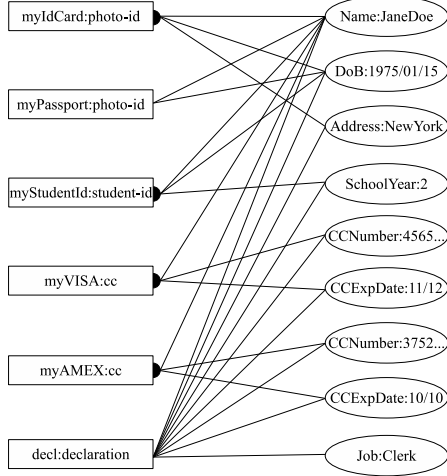 myIdCard:photo-id
Name:JaneDoe
DoB:1975/01/15
myPassport:photo-id
Address:NewYork
myStudentId:student-id
SchoolYear:2
CCNumber:4565...
myVISA:cc
CCExpDate:11/12
CCNumber:3752...
myAMEX:cc
CCExpDate:10/10
decl:declaration
Job:Clerk